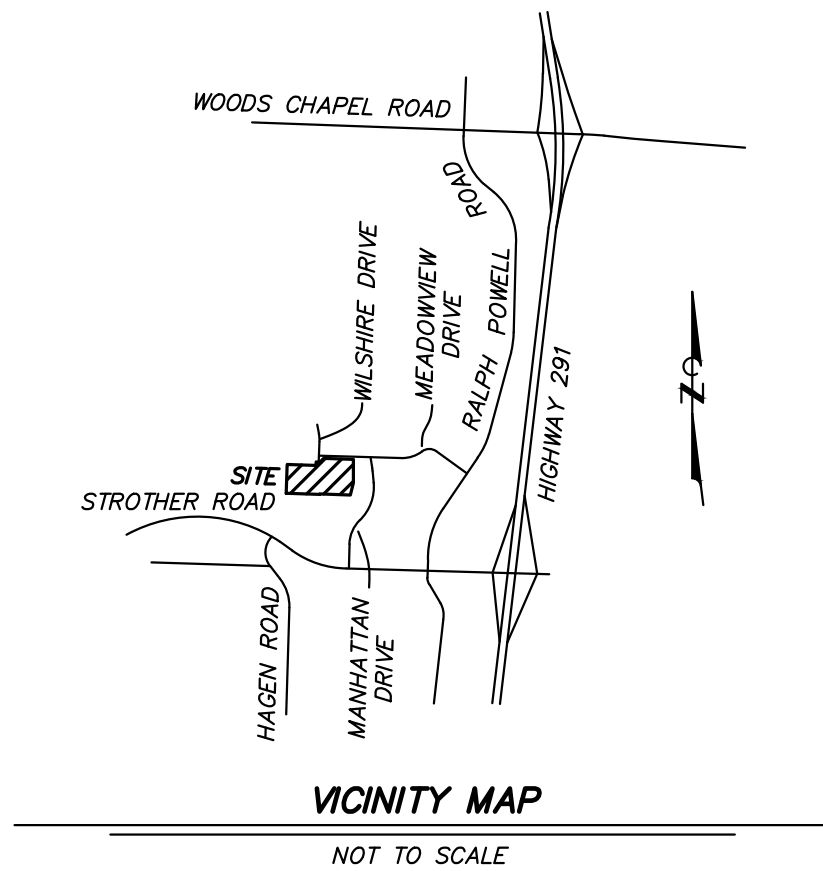 WOODS CHAPEL ROAD
ROAD
WILSHIRE DRIVE
MEADOWVIEW
DRIVE
RALPH POWELL
HIGHWAY 291
N
SITE
STROTHER ROAD
HAGEN ROAD
MANHATTAN
DRIVE
VICINITY MAP
NOT TO SCALE